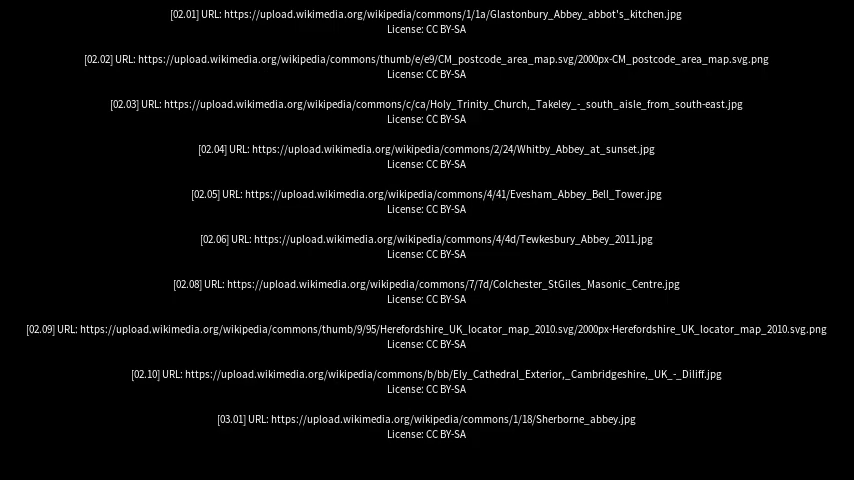 [02.01] URL: https://upload.wikimedia.org/wikipedia/commons/1/1a/Glastonbury_Abbey_abbot's_kitchen.jpg
License: CC BY-SA
[02.02] URL: https://upload.wikimedia.org/wikipedia/commons/thumb/e/e9/CM_postcode_area_map.svg/2000px-CM_postcode_area_map.svg.png
License: CC BY-SA
[02.03] URL: https://upload.wikimedia.org/wikipedia/commons/c/ca/Holy_Trinity_Church,_Takeley_-_south_aisle_from_south-east.jpg
License: CC BY-SA
[02.04] URL: https://upload.wikimedia.org/wikipedia/commons/2/24/Whitby_Abbey_at_sunset.jpg
License: CC BY-SA
[02.05] URL: https://upload.wikimedia.org/wikipedia/commons/4/41/Evesham_Abbey_Bell_Tower.jpg
License: CC BY-SA
[02.06] URL: https://upload.wikimedia.org/wikipedia/commons/4/4d/Tewkesbury_Abbey_2011.jpg
License: CC BY-SA
[02.08] URL: https://upload.wikimedia.org/wikipedia/commons/7/7d/Colchester_StGiles_Masonic_Centre.jpg
License: CC BY-SA
[02.09] URL: https://upload.wikimedia.org/wikipedia/commons/thumb/9/95/Herefordshire_UK_locator_map_2010.svg/2000px-Herefordshire_UK_locator_map_2010.svg.png
License: CC BY-SA
[02.10] URL: https://upload.wikimedia.org/wikipedia/commons/b/bb/Ely_Cathedral_Exterior,_Cambridgeshire,_UK_-_Diliff.jpg
License: CC BY-SA
[03.01] URL: https://upload.wikimedia.org/wikipedia/commons/1/18/Sherborne_abbey.jpg
License: CC BY-SA